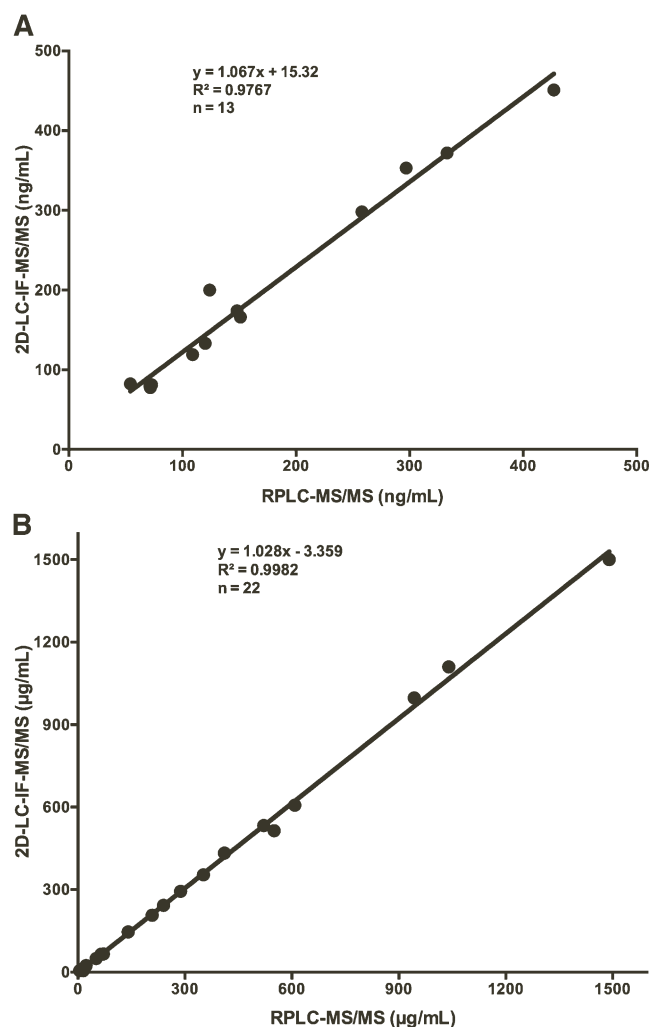 A
500
y = 1.067x + 15.32
R² = 0.9767
n = 13
400
300
200
100
0
2D-LC-IF-MS/MS (ng/mL)
0 100 200 300 400 500
RPLC-MS/MS (ng/mL)
B
y = 1.028x - 3.359
R² = 0.9982
n = 22
1500
1200
900
600
300
0
2D-LC-IF-MS/MS (µg/mL)
0 300 600 900 1200 1500
RPLC-MS/MS (µg/mL)